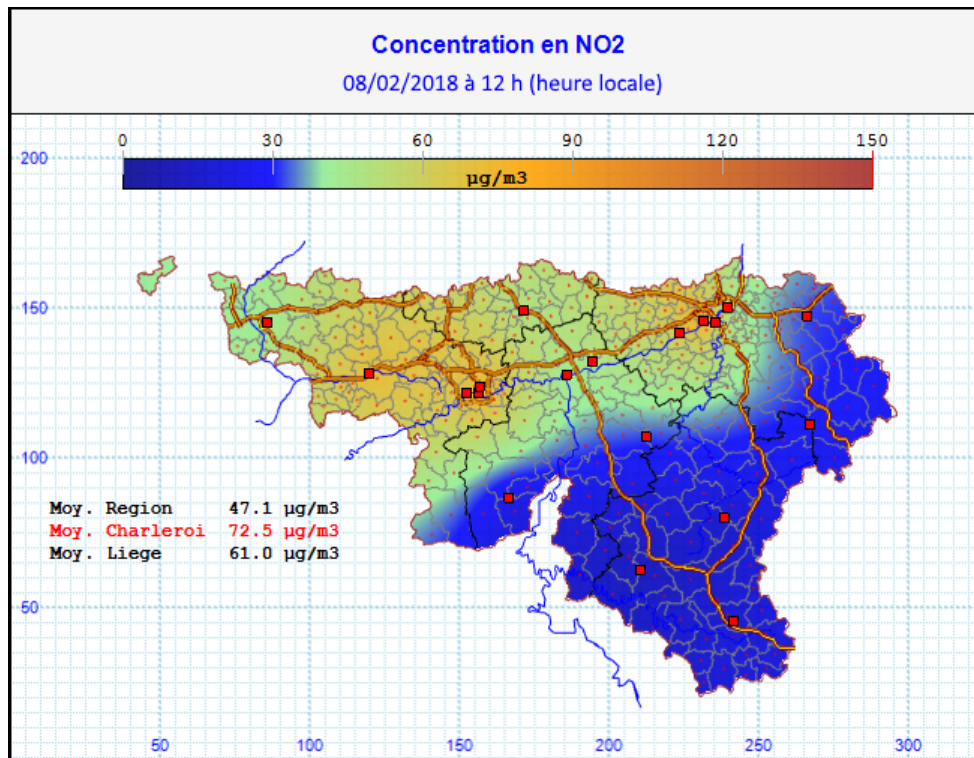 Concentration en NO2
08/02/2018 à 12 h (heure locale)
0 30 60 90 120 150
200
µg/m3
150
100
Moy. Region 47.1 µg/m3
Moy. Charleroi 72.5 µg/m3
Moy. Liege 61.0 µg/m3
50
50 100 150 200 250 300